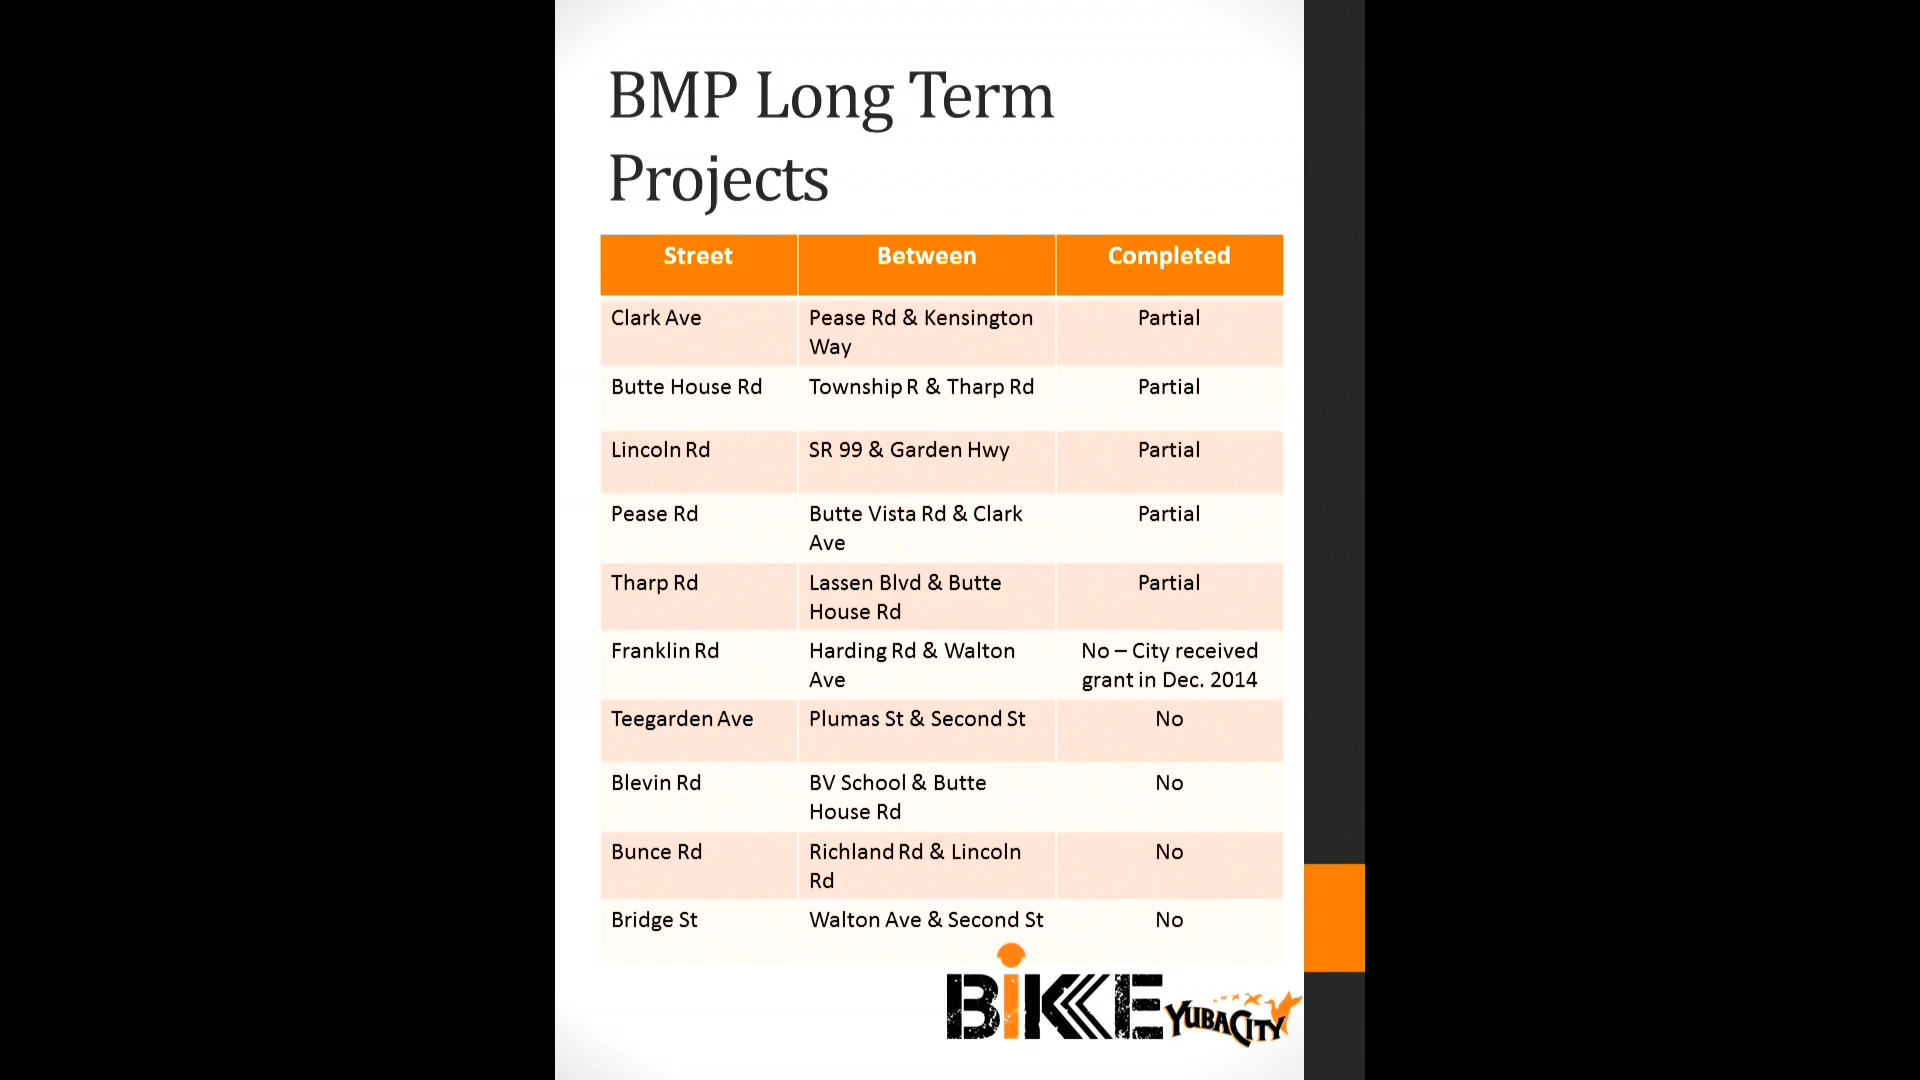 BMP Long Term
Projects
Street Between Completed
Clark Ave Pease Rd & Kensington Partial
Way
Butte House Rd Township R & Tharp Rd Partial
Lincoln Rd SR 99 & Garden Hwy Partial
Pease Rd Butte Vista Rd & Clark Partial
Ave
Tharp Rd Lassen Blvd & Butte Partial
House Rd
Franklin Rd Harding Rd & Walton No – City received
Ave grant in Dec. 2014
Teegarden Ave Plumas St & Second St No
Blevin Rd BV School & Butte No
House Rd
Bunce Rd Richland Rd & Lincoln No
Rd
Bridge St Walton Ave & Second St No
BIKE YUBA CITY